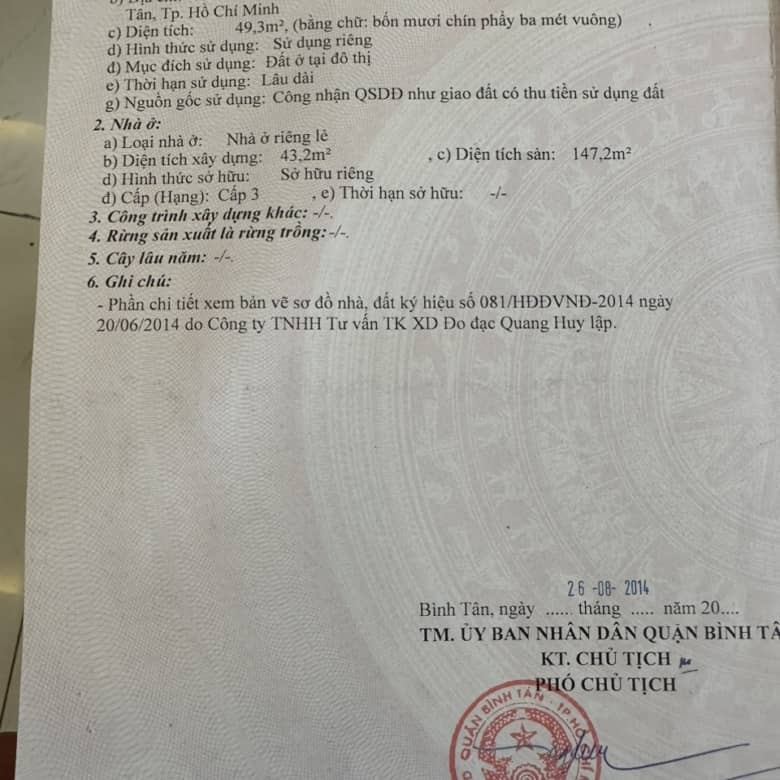 Tân, Tp. Hồ Chí Minh
c) Diện tích: 49,3m², (bằng chữ: bốn mươi chín phẩy ba mét vuông)
d) Hình thức sử dụng: Sử dụng riêng
đ) Mục đích sử dụng: Đất ở tại đô thị
e) Thời hạn sử dụng: Lâu dài
g) Nguồn gốc sử dụng: Công nhận QSDĐ như giao đất có thu tiền sử dụng đất
2. Nhà ở:
a) Loại nhà ở: Nhà ở riêng lẻ
b) Diện tích xây dựng: 43,2m² , c) Diện tích sàn: 147,2m²
d) Hình thức sở hữu: Sở hữu riêng
đ) Cấp (Hạng): Cấp 3 , e) Thời hạn sở hữu: -/-
3. Công trình xây dựng khác: -/-.
4. Rừng sản xuất là rừng trồng: -/-.
5. Cây lâu năm: -/-.
6. Ghi chú:
- Phần chi tiết xem bản vẽ sơ đồ nhà, đất ký hiệu số 081/HĐĐVNĐ-2014 ngày
20/06/2014 do Công ty TNHH Tư vấn TK XD Đo đạc Quang Huy lập.
26 -08- 2014
Bình Tân, ngày ...... tháng ..... năm 20....
TM. ỦY BAN NHÂN DÂN QUẬN BÌNH TÂ
KT. CHỦ TỊCH
PHÓ CHỦ TỊCH
QUẬN BÌNH TÂN - TP.HỒ